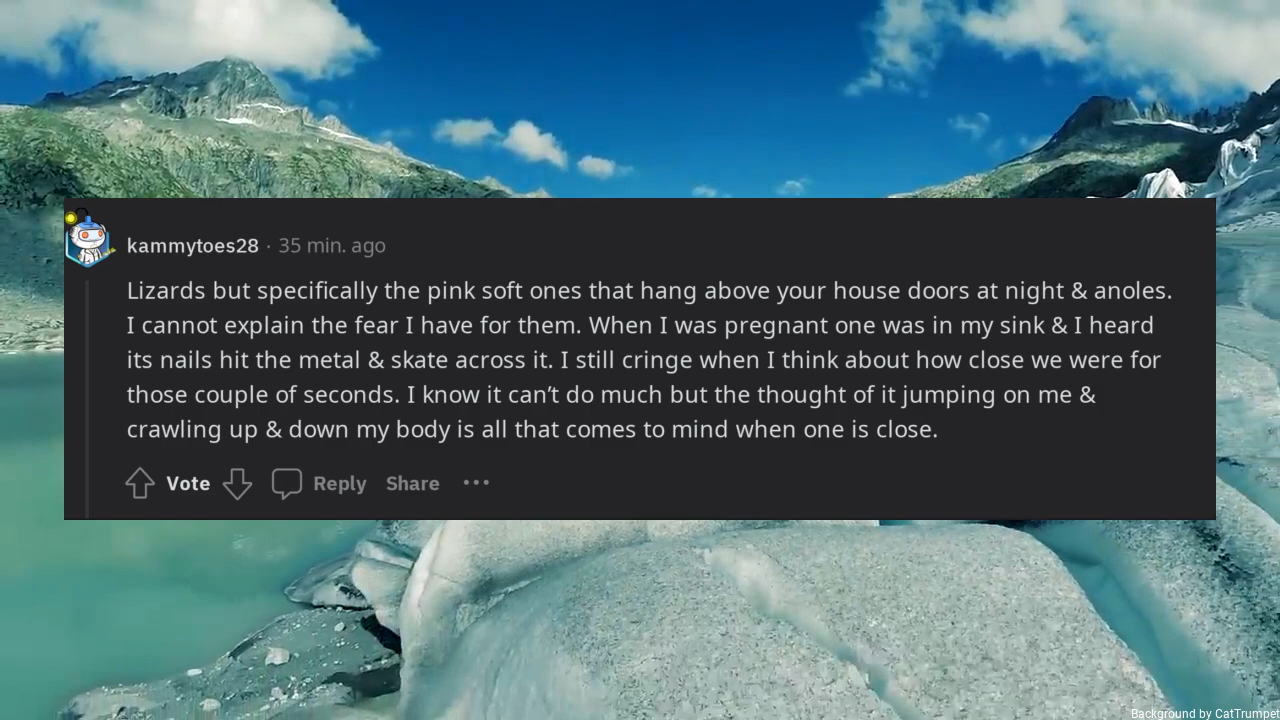 kammytoes28 · 35 min. ago
Lizards but specifically the pink soft ones that hang above your house doors at night & anoles.
I cannot explain the fear I have for them. When I was pregnant one was in my sink & I heard
its nails hit the metal & skate across it. I still cringe when I think about how close we were for
those couple of seconds. I know it can’t do much but the thought of it jumping on me &
crawling up & down my body is all that comes to mind when one is close.
Vote Reply Share ···
Background by CatTrumpet